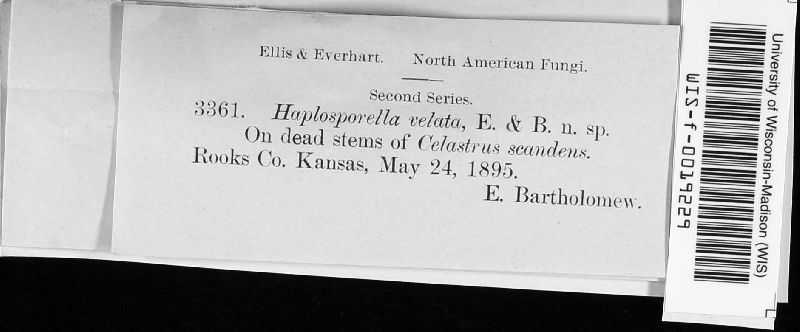 Ellis & Everhart. North American Fungi.
Second Series.
3361. Haplosporella velata, E. & B. n. sp.
On dead stems of Celastrus scandens.
Rooks Co. Kansas, May 24, 1895.
E. Bartholomew.
University of Wisconsin-Madison (WIS)
WIS-f-0019229